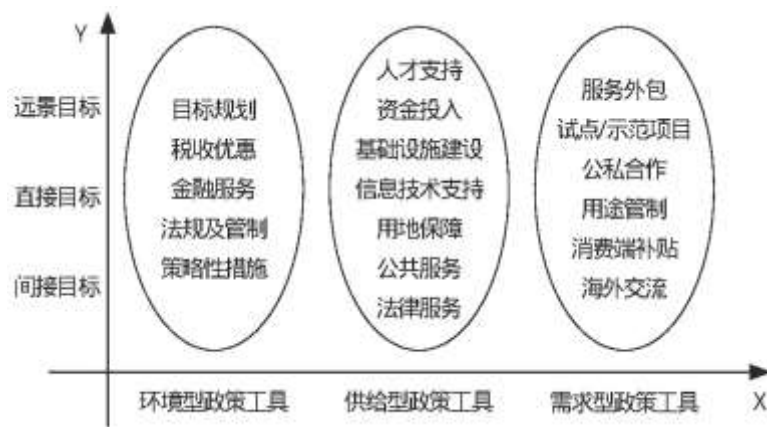 Y
远景目标
直接目标
间接目标
目标规划
税收优惠
金融服务
法规及管制
策略性措施
人才支持
资金投入
基础设施建设
信息技术支持
用地保障
公共服务
法律服务
服务外包
试点/示范项目
公私合作
用途管制
消费端补贴
海外交流
环境型政策工具
供给型政策工具
需求型政策工具
X